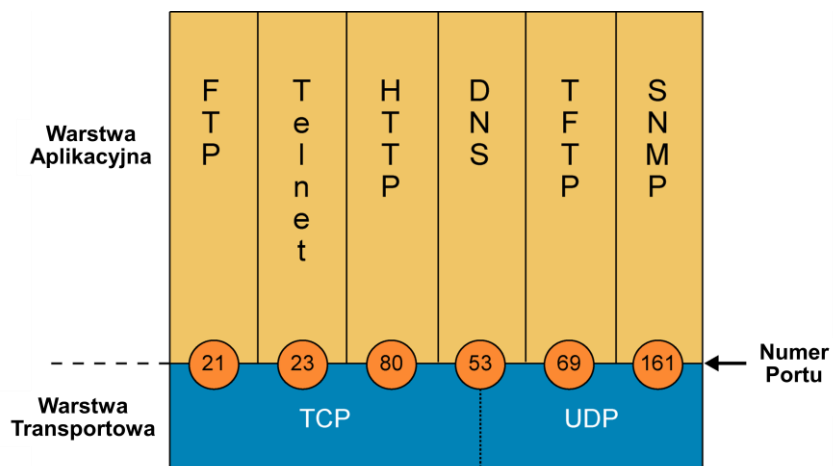 Warstwa
Aplikacyjna
FTP
Telnet
HTTP
DNS
TFTP
SNMP
21
23
80
53
69
161
Numer
Portu
Warstwa
Transportowa
TCP
UDP